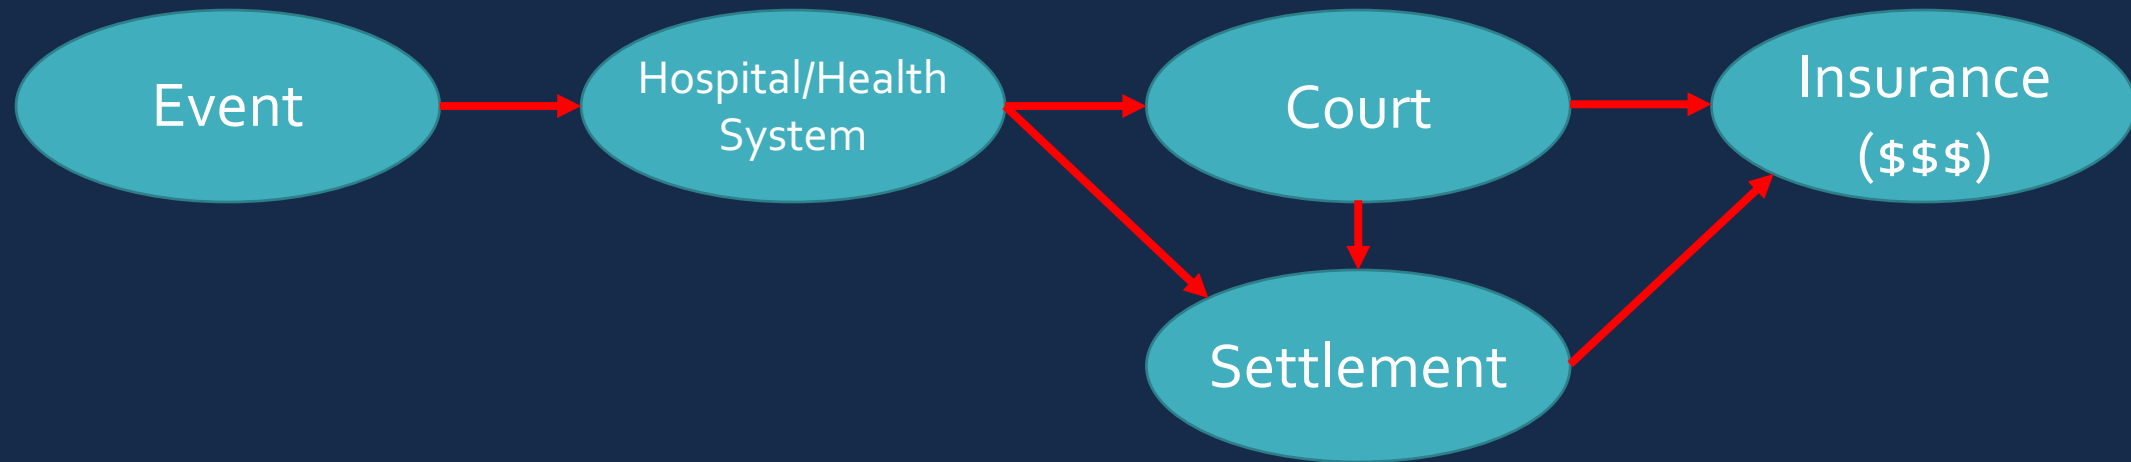 Event
Hospital/Health
System
Court
Insurance
($$$)
Settlement